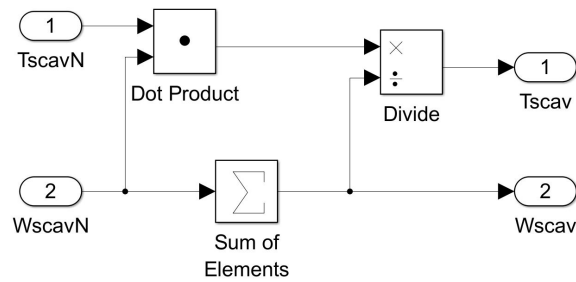 1
TscavN
Dot Product
×
÷
Divide
1
Tscav
2
WscavN
Sum of
Elements
2
Wscav